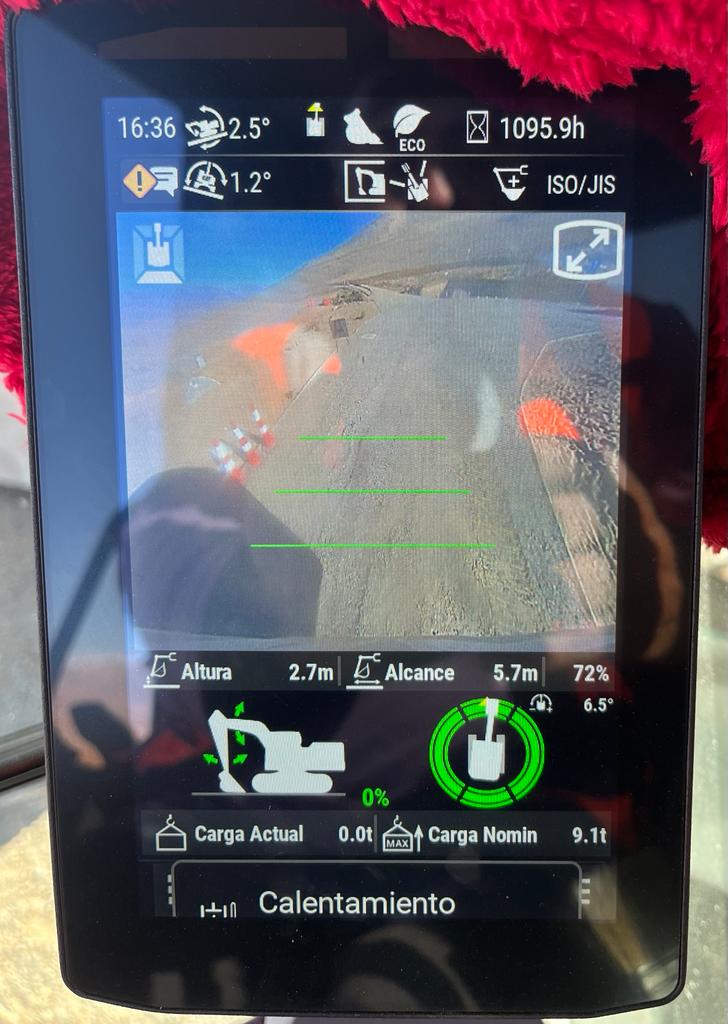 16:36 2.5° ECO 1095.9h
1.2° ISO/JIS
Altura 2.7m Alcance 5.7m 72%
6.5°
0%
Carga Actual 0.0t MAX Carga Nomin 9.1t
Calentamiento